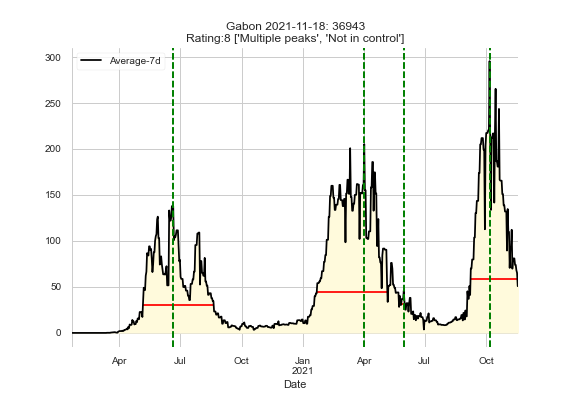 Gabon 2021-11-18: 36943
Rating:8 ['Multiple peaks', 'Not in control']
Average-7d
300
250
200
150
100
50
0
Apr Jul Oct Jan Apr Jul Oct
2021
Date